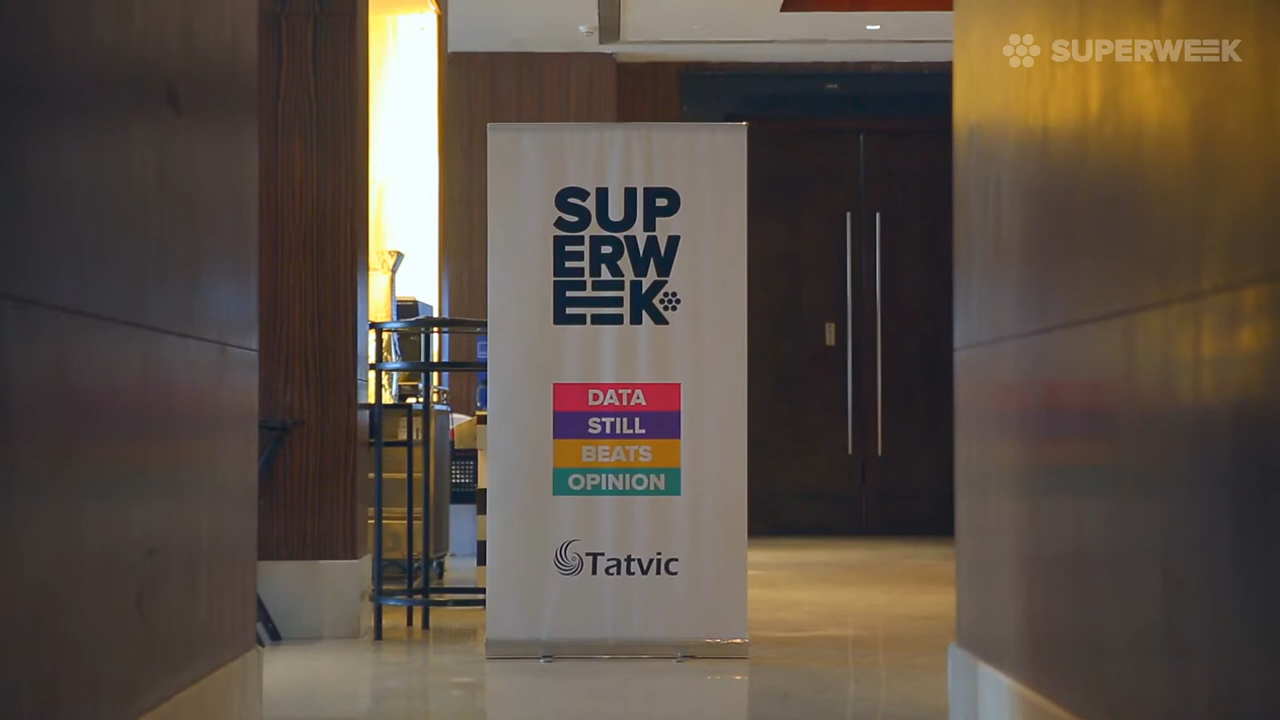 SUPERWEEK
SUP
ERW
EEK
DATA
STILL
BEATS
OPINION
Tatvic